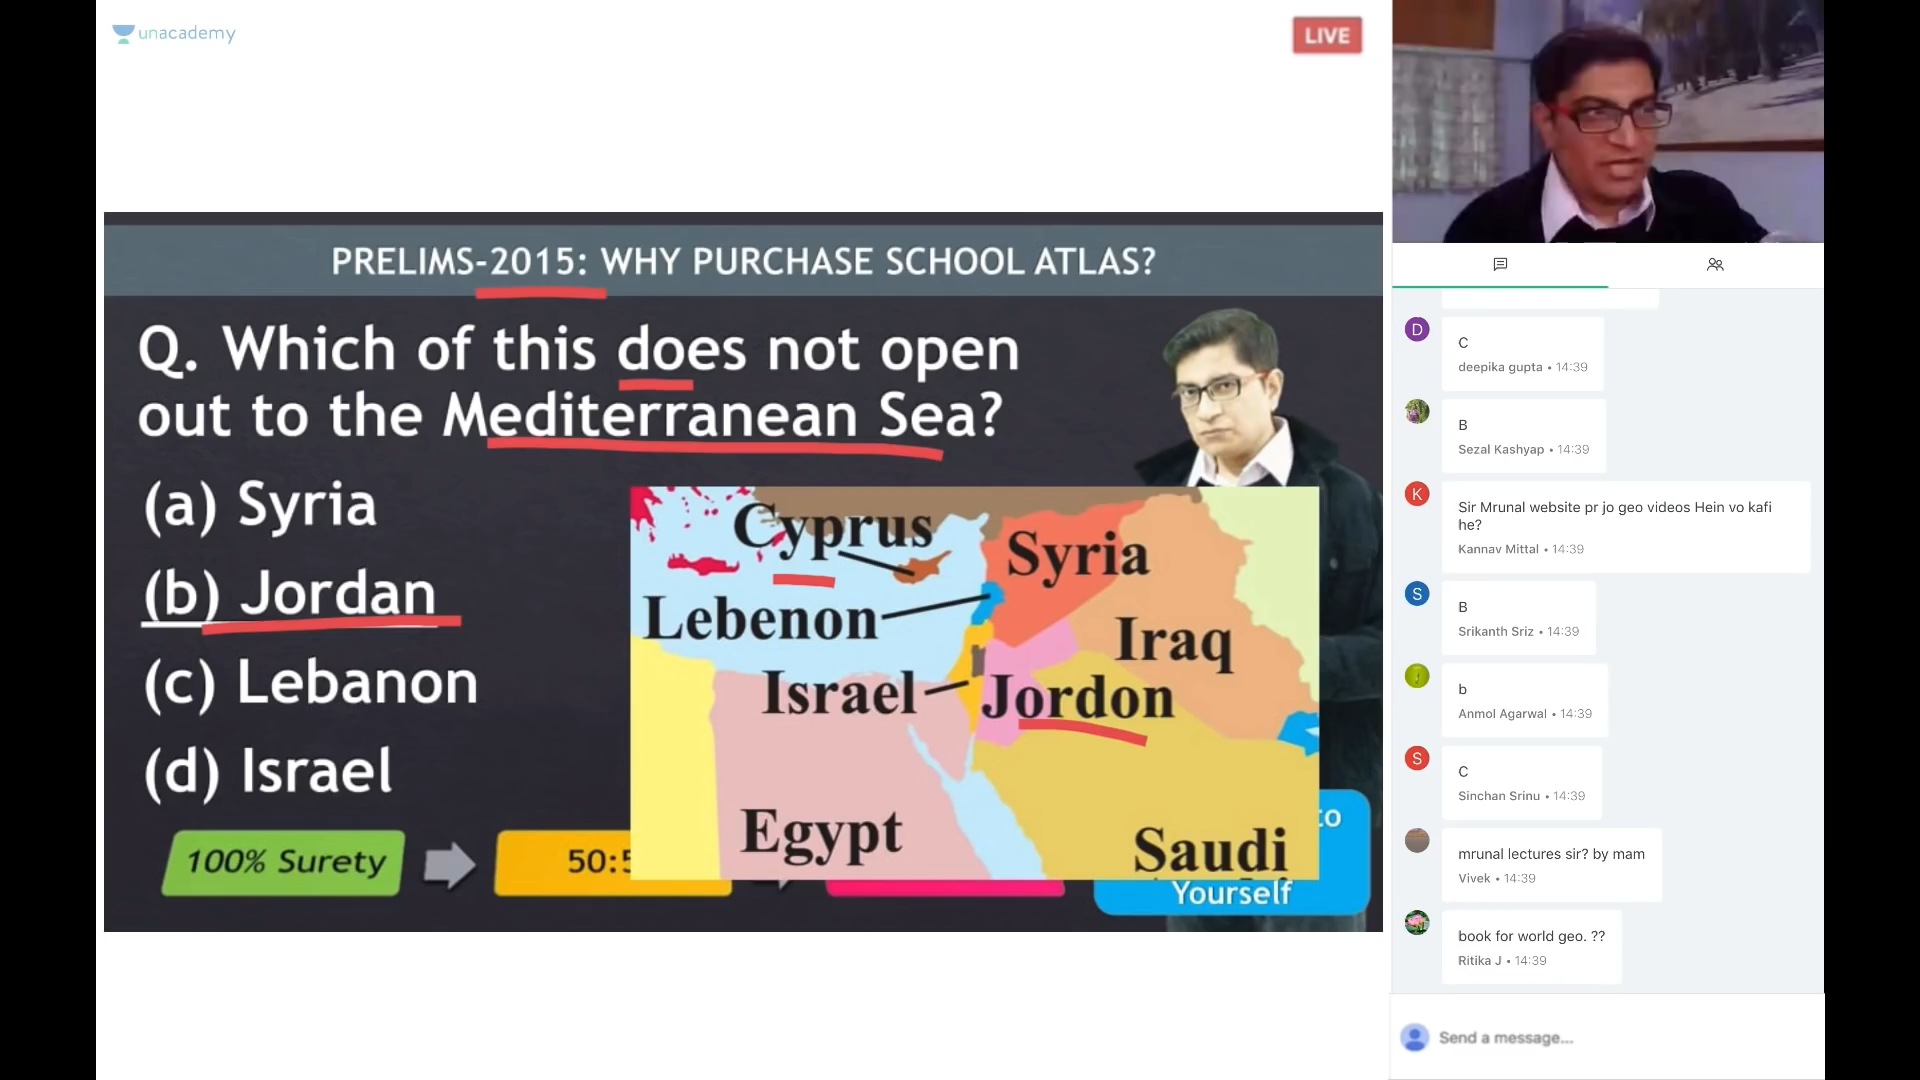 unacademy
LIVE
PRELIMS-2015: WHY PURCHASE SCHOOL ATLAS?
Q. Which of this does not open
out to the Mediterranean Sea?
(a) Syria
(b) Jordan
(c) Lebanon
(d) Israel
Cyprus
Syria
Lebenon
Iraq
Israel
Jordon
Egypt
Saudi
100% Surety
50:5
to
Yourself
D
C
deepika gupta • 14:39
B
Sezal Kashyap • 14:39
K
Sir Mrunal website pr jo geo videos Hein vo kafi
he?
Kannav Mittal • 14:39
S
B
Srikanth Sriz • 14:39
b
Anmol Agarwal • 14:39
S
C
Sinchan Srinu • 14:39
mrunal lectures sir? by mam
Vivek • 14:39
book for world geo. ??
Ritika J • 14:39
Send a message...